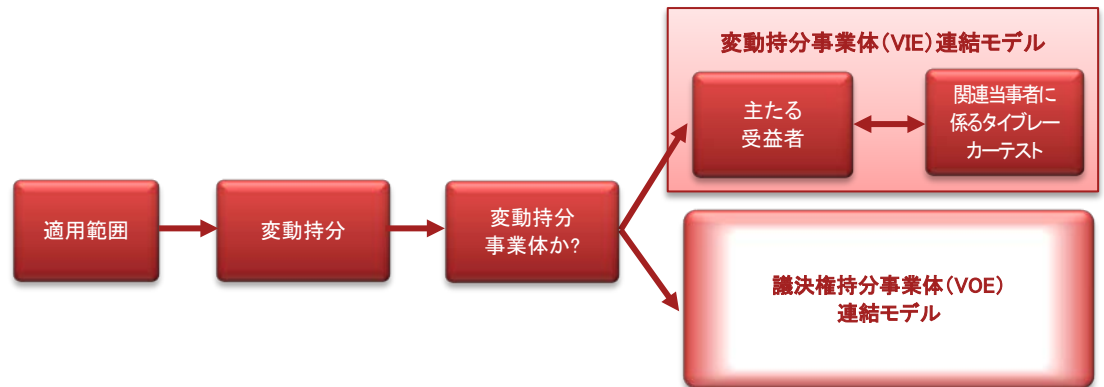 適用範囲
変動持分
変動持分
事業体か?
変動持分事業体(VIE)連結モデル
主たる
受益者
関連当事者に
係るタイブレー
カーテスト
議決権持分事業体(VOE)
連結モデル